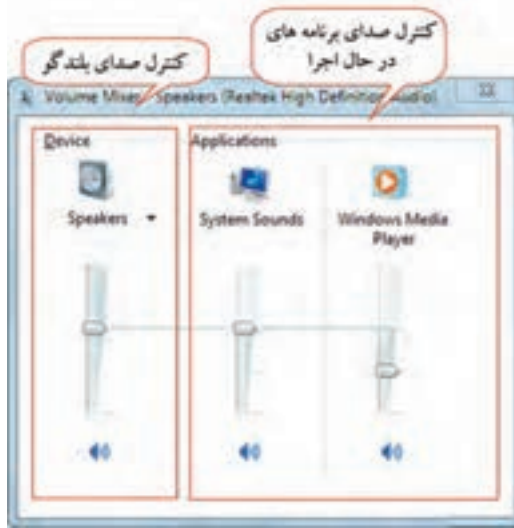 کنترل صدای برنامه های
در حال اجرا
کنترل صدای بلندگو
Volume Mixer - Speakers (Realtek High Definition Audio)
Device
Applications
Speakers
System Sounds
Windows Media
Player